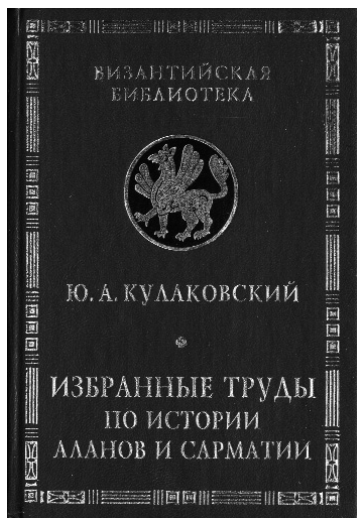 ВИЗАНТИЙСКАЯ
БИБЛИОТЕКА
Ю. А. КУЛАКОВСКИЙ
ИЗБРАННЫЕ ТРУДЫ
ПО ИСТОРИИ
АЛАНОВ И САРМАТИИ